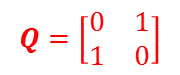 Q = [0 1
1 0]